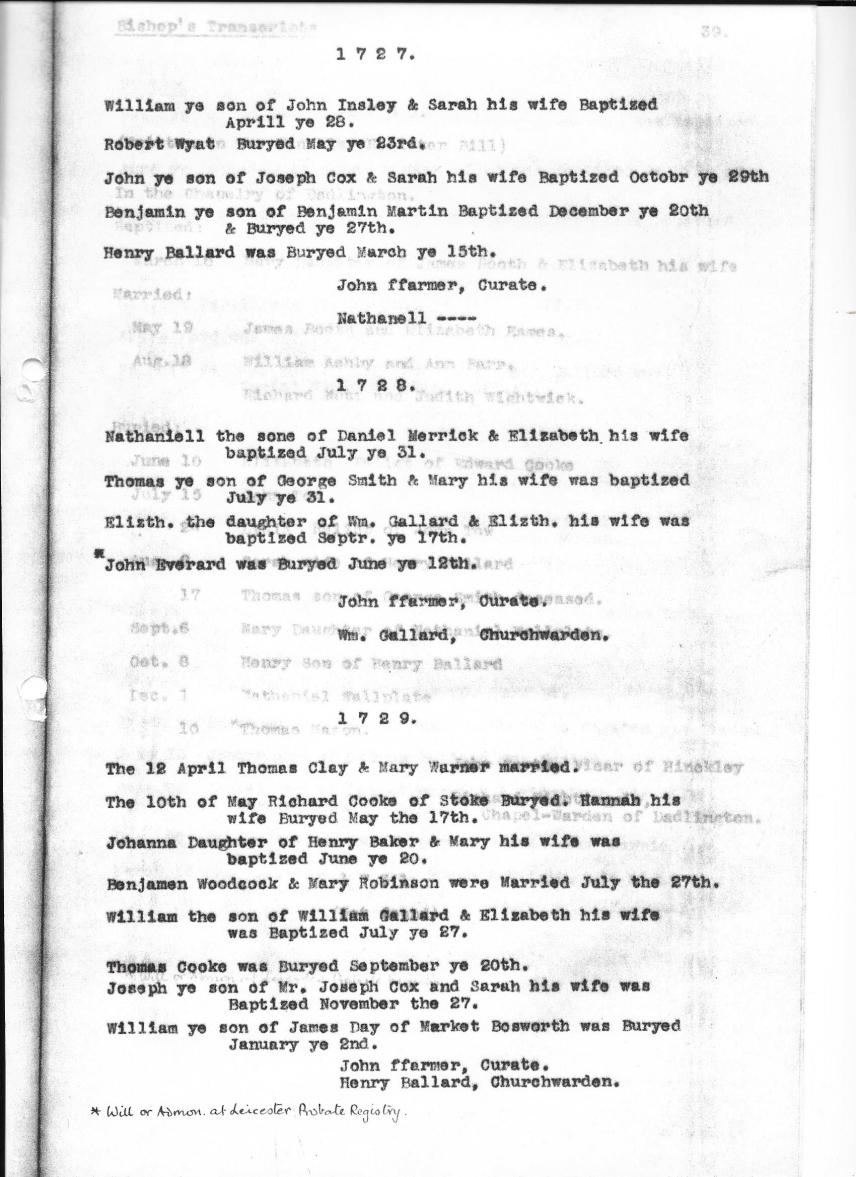 Bishop's Transcripts 39.
1 7 2 7.
William ye son of John Insley & Sarah his wife Baptized
Aprill ye 28.
Robert Wyat Buryed May ye 23rd.
John ye son of Joseph Cox & Sarah his wife Baptized Octobr ye 29th
Benjamin ye son of Benjamin Martin Baptized December ye 20th
& Buryed ye 27th.
Henry Ballard was Buryed March ye 15th.
John ffarmer, Curate.
Nathanell ----
1 7 2 8.
Nathaniell the sone of Daniel Merrick & Elizabeth his wife
baptized July ye 31.
Thomas ye son of George Smith & Mary his wife was baptized
July ye 31.
Elizth. the daughter of Wm. Gallard & Elizth. his wife was
baptized Septr. ye 17th.
*John Everard was Buryed June ye 12th.
John ffarmer, Curate.
Wm. Gallard, Churchwarden.
1 7 2 9.
The 12 April Thomas Clay & Mary Warner married.
The 10th of May Richard Cooke of Stoke Buryed. Hannah his
wife Buryed May the 17th.
Johanna Daughter of Henry Baker & Mary his wife was
baptized June ye 20.
Benjamen Woodcock & Mary Robinson were Married July the 27th.
William the son of William Gallard & Elizabeth his wife
was Baptized July ye 27.
Thomas Cooke was Buryed September ye 20th.
Joseph ye son of Mr. Joseph Cox and Sarah his wife was
Baptized November the 27.
William ye son of James Day of Market Bosworth was Buryed
January ye 2nd.
John ffarmer, Curate.
Henry Ballard, Churchwarden.
* Will or Admon. at Leicester Probate Registry.